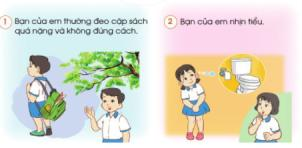 1 Bạn của em thường đeo cặp sách
quá nặng và không đúng cách.
2 Bạn của em nhịn tiểu.